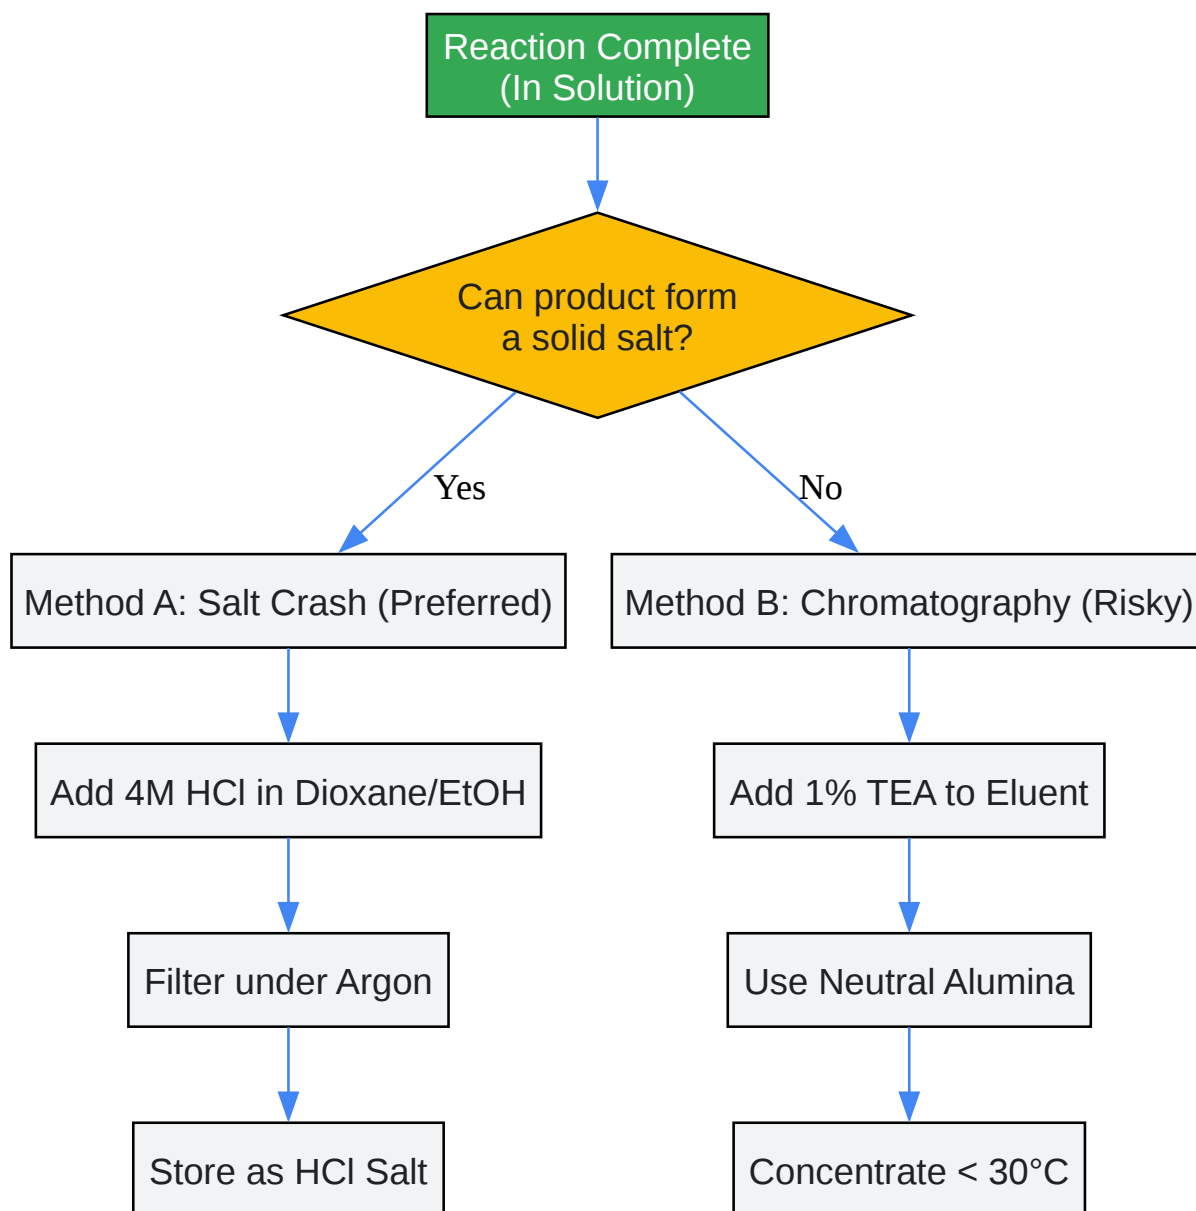 Reaction Complete
(In Solution)
Can product form
a solid salt?
Yes
No
Method A: Salt Crash (Preferred)
Method B: Chromatography (Risky)
Add 4M HCl in Dioxane/EtOH
Add 1% TEA to Eluent
Filter under Argon
Use Neutral Alumina
Store as HCl Salt
Concentrate < 30°C